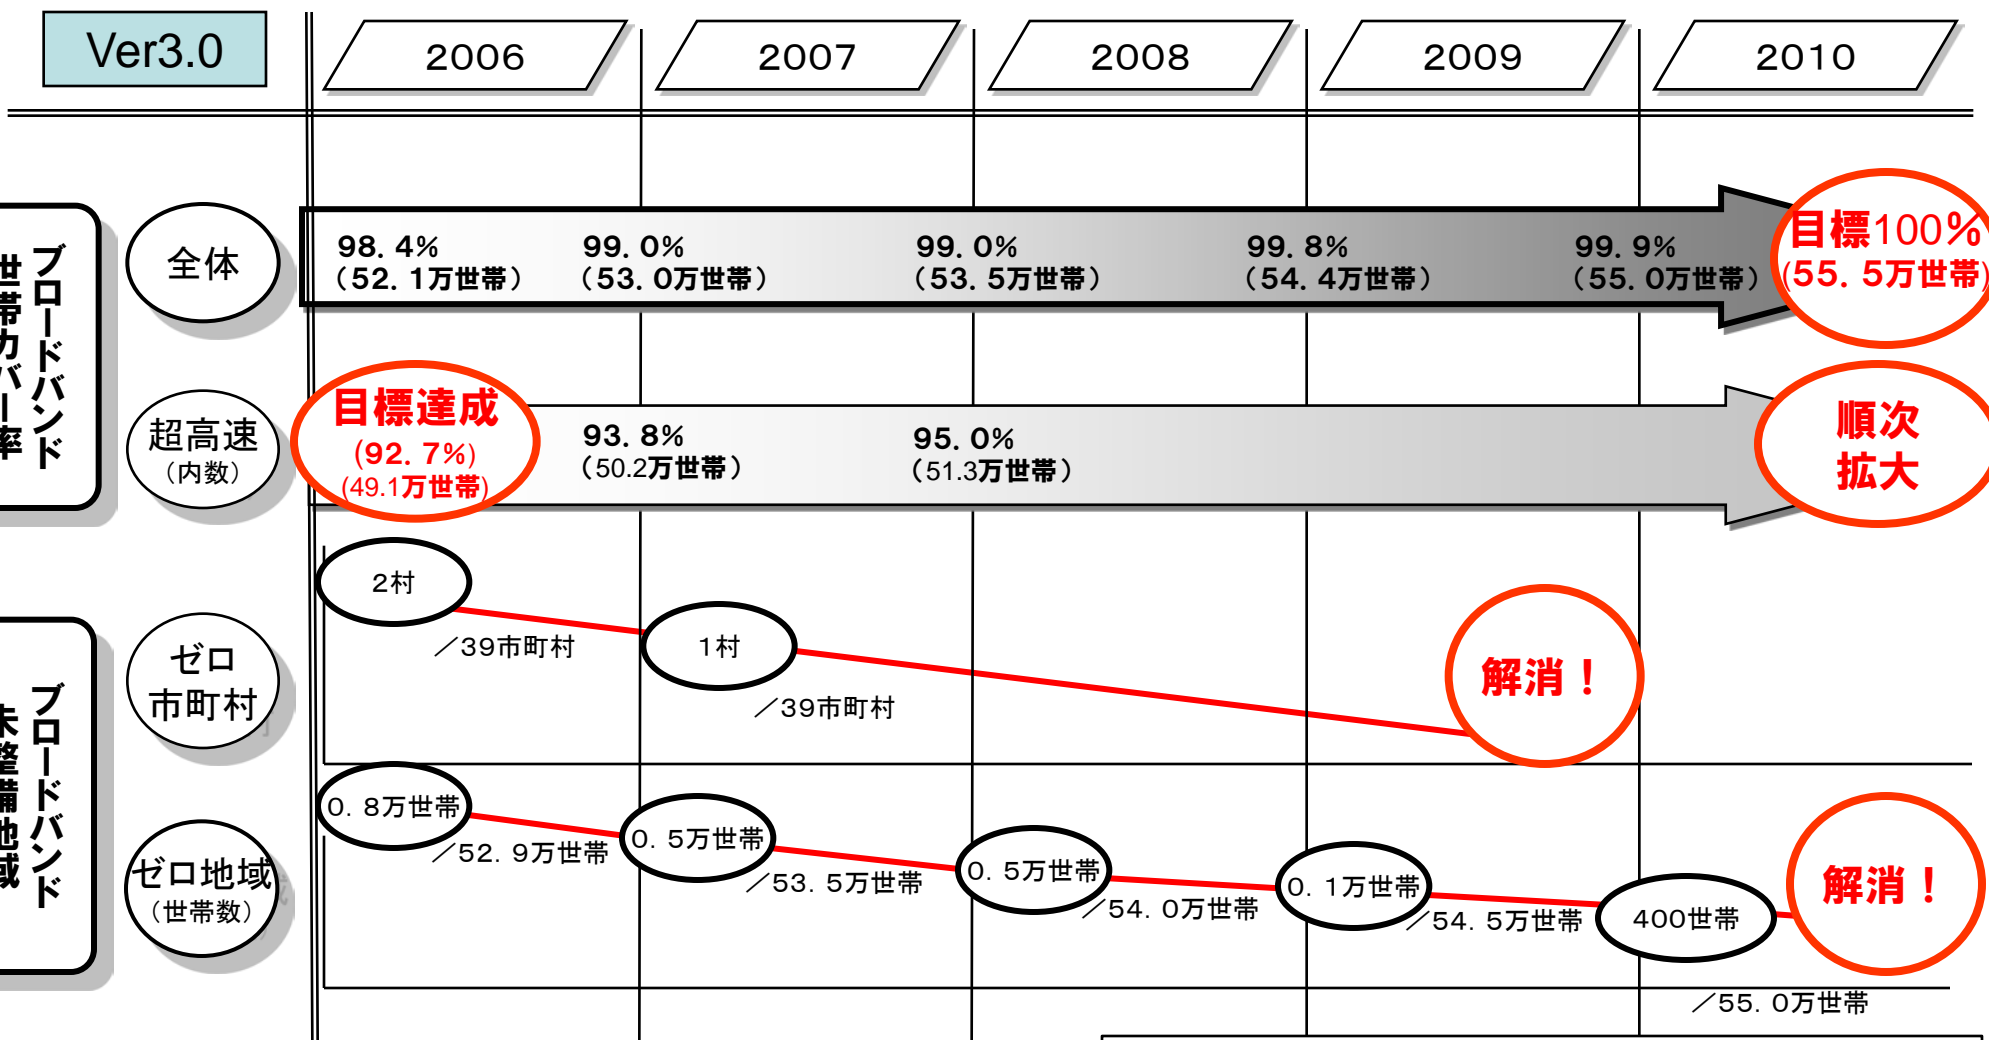 Ver3.0
2006
2007
2008
2009
2010
ブロードバンド
世帯カバー率
全体
98.4%
(52.1万世帯)
99.0%
(53.0万世帯)
99.0%
(53.5万世帯)
99.8%
(54.4万世帯)
99.9%
(55.0万世帯)
目標100%
(55.5万世帯)
超高速
(内数)
目標達成
(92.7%)
(49.1万世帯)
93.8%
(50.2万世帯)
95.0%
(51.3万世帯)
順次
拡大
ブロードバンド
未整備地域
ゼロ
市町村
2村
/39市町村
1村
/39市町村
解消!
ゼロ地域
(世帯数)
0.8万世帯
/52.9万世帯
0.5万世帯
/53.5万世帯
0.5万世帯
/54.0万世帯
0.1万世帯
/54.5万世帯
400世帯
/55.0万世帯
解消!